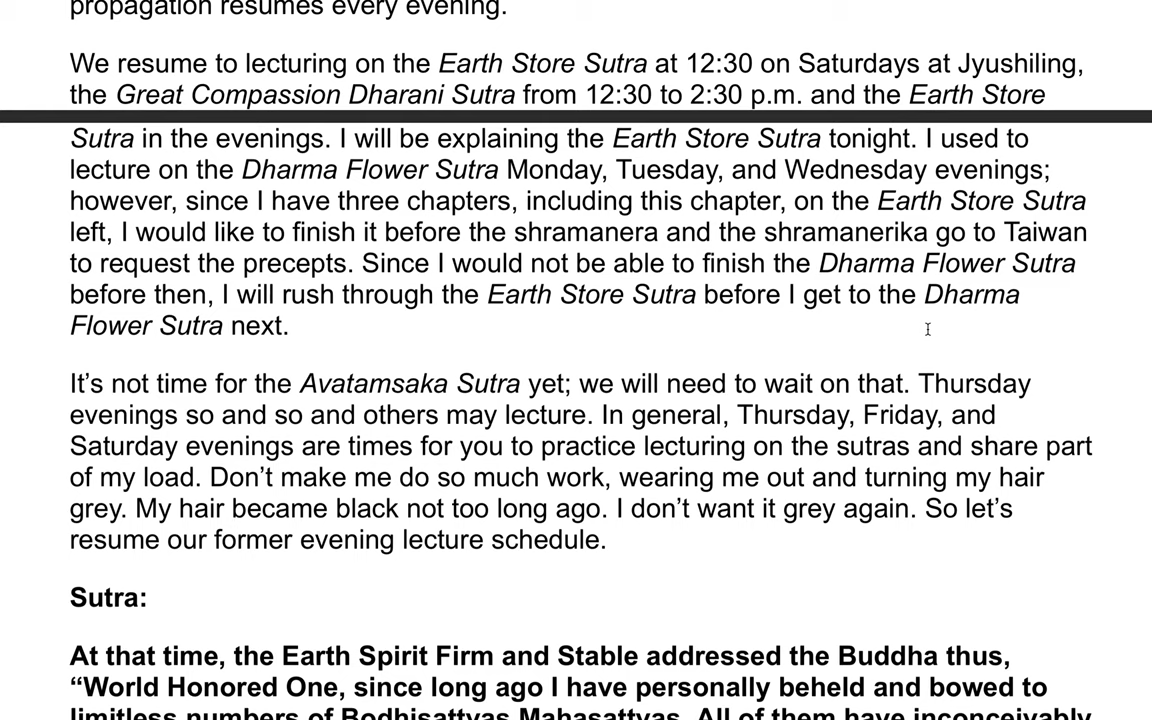 propagation resumes every evening.
We resume to lecturing on the Earth Store Sutra at 12:30 on Saturdays at Jyushiling,
the Great Compassion Dharani Sutra from 12:30 to 2:30 p.m. and the Earth Store
Sutra in the evenings. I will be explaining the Earth Store Sutra tonight. I used to
lecture on the Dharma Flower Sutra Monday, Tuesday, and Wednesday evenings;
however, since I have three chapters, including this chapter, on the Earth Store Sutra
left, I would like to finish it before the shramanera and the shramanerika go to Taiwan
to request the precepts. Since I would not be able to finish the Dharma Flower Sutra
before then, I will rush through the Earth Store Sutra before I get to the Dharma
Flower Sutra next.
It’s not time for the Avatamsaka Sutra yet; we will need to wait on that. Thursday
evenings so and so and others may lecture. In general, Thursday, Friday, and
Saturday evenings are times for you to practice lecturing on the sutras and share part
of my load. Don’t make me do so much work, wearing me out and turning my hair
grey. My hair became black not too long ago. I don’t want it grey again. So let’s
resume our former evening lecture schedule.
Sutra:
At that time, the Earth Spirit Firm and Stable addressed the Buddha thus,
“World Honored One, since long ago I have personally beheld and bowed to
limitless numbers of Bodhisattvas Mahasattvas. All of them have inconceivably